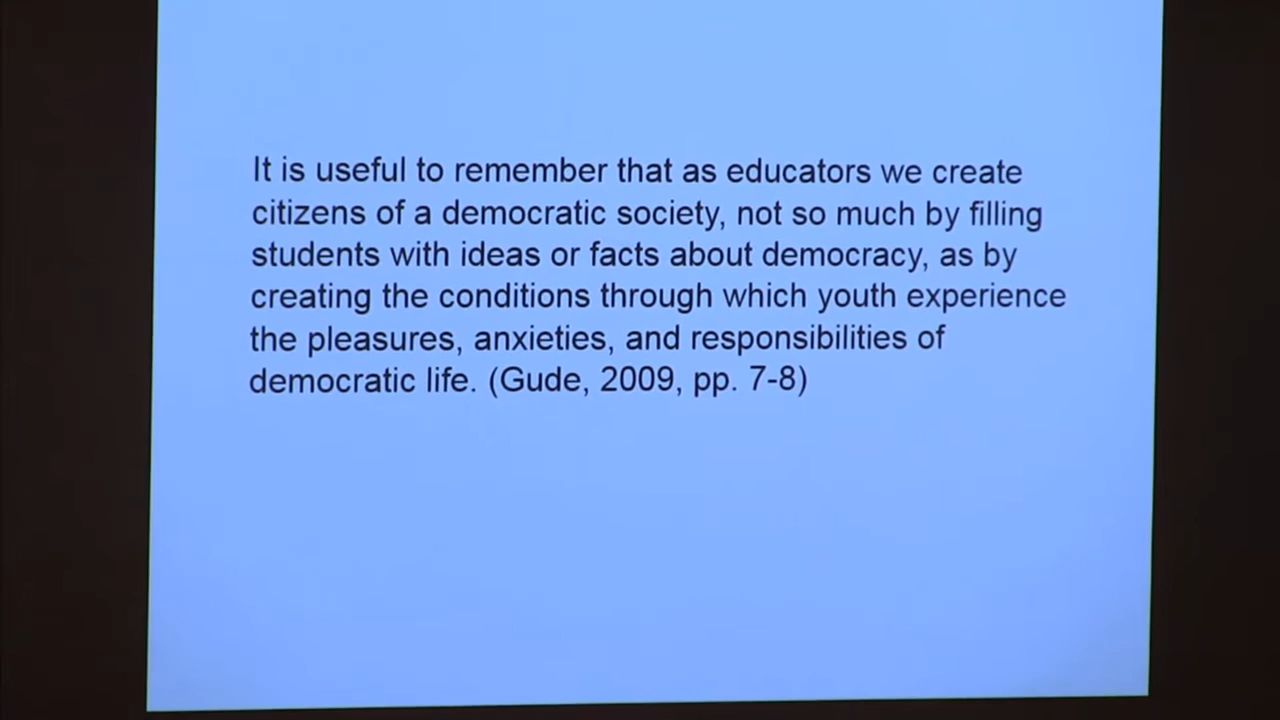 It is useful to remember that as educators we create
citizens of a democratic society, not so much by filling
students with ideas or facts about democracy, as by
creating the conditions through which youth experience
the pleasures, anxieties, and responsibilities of
democratic life. (Gude, 2009, pp. 7-8)